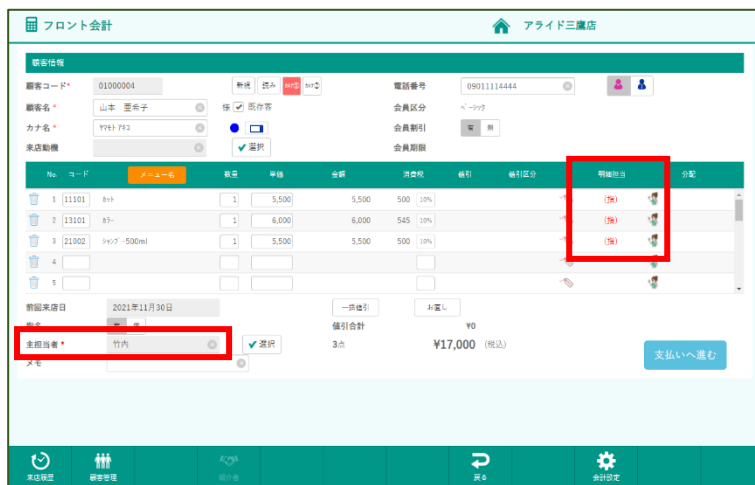 フロント会計 アライド三鷹店
顧客情報
顧客コード* 01000004 新規 読み ｶﾙﾃ① ｶﾙﾃ② 電話番号 09011114444
顧客名* 山本 亜希子 様 既存客 会員区分 ﾍﾞｰｼｯｸ
カナ名* ﾔﾏﾓﾄ ｱｷｺ 会員割引 有 無
来店動機 選択 会員期限
No. コード メニュー名 数量 単価 金額 消費税 値引 値引区分 明細担当 分配
1 11101 ｶｯﾄ 1 5,500 5,500 500 10% (指)
2 13101 ｶﾗｰ 1 6,000 6,000 545 10% (指)
3 21002 ｼｬﾝﾌﾟｰ500ml 1 5,500 5,500 500 10% (指)
4
5
前回来店日 2021年11月30日 一括値引 お直し
値引合計 ¥0
主担当者* 竹内 選択 3点 ¥17,000 (税込) 支払いへ進む
メモ
来店履歴 顧客管理 紹介者 戻る 会計設定